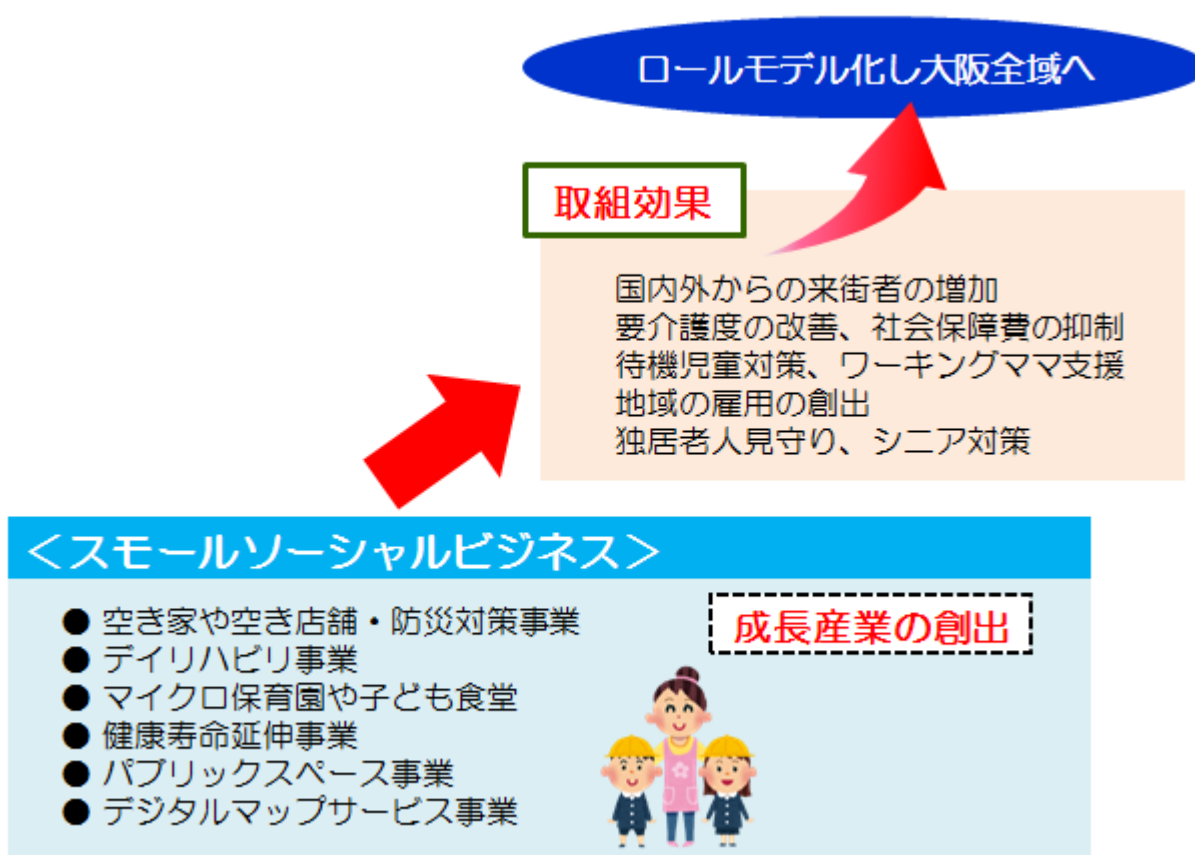 ロールモデル化し大阪全域へ
取組効果
国内外からの来街者の増加
要介護度の改善、社会保障費の抑制
待機児童対策、ワーキングママ支援
地域の雇用の創出
独居老人見守り、シニア対策
＜スモールソーシャルビジネス＞
成長産業の創出
● 空き家や空き店舗・防災対策事業
● デイリハビリ事業
● マイクロ保育園や子ども食堂
● 健康寿命延伸事業
● パブリックスペース事業
● デジタルマップサービス事業